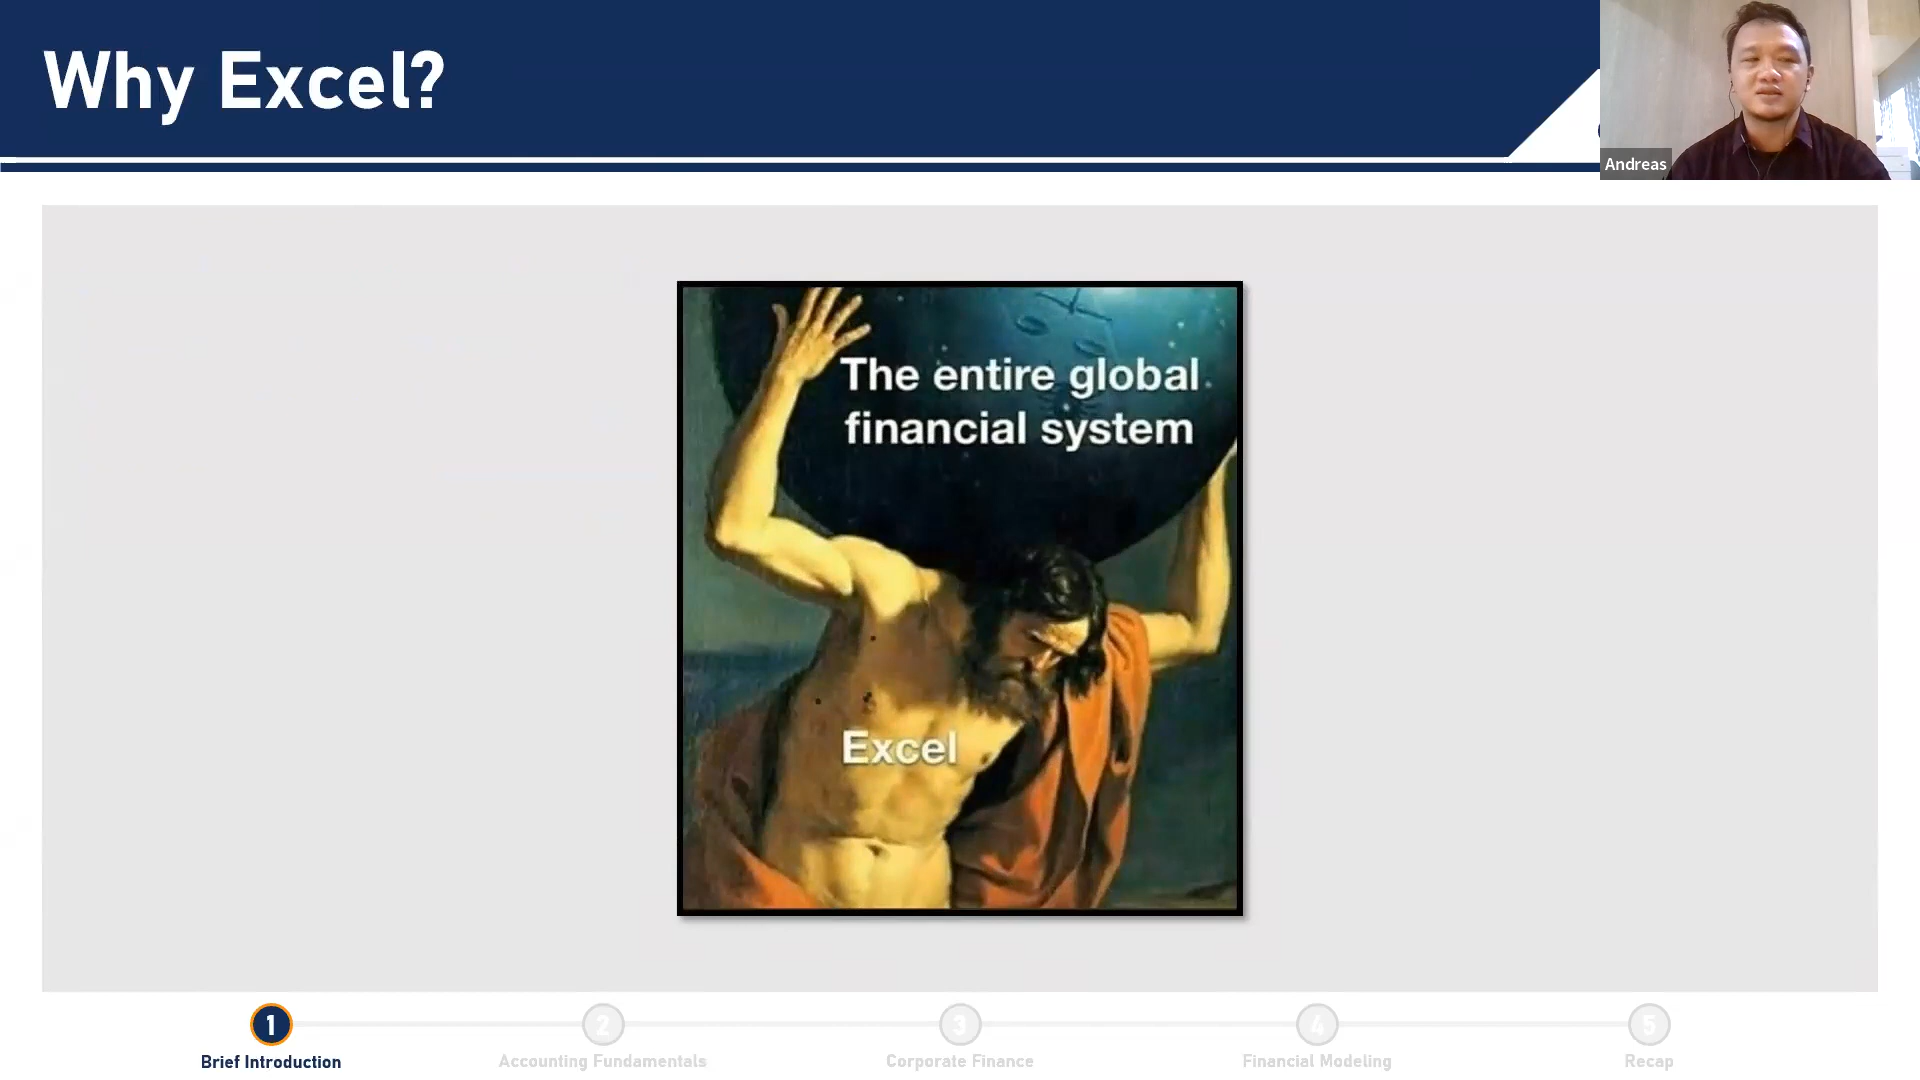 Why Excel?
Andreas
The entire global
financial system
Excel
1
2
3
4
5
Brief Introduction
Accounting Fundamentals
Corporate Finance
Financial Modeling
Recap